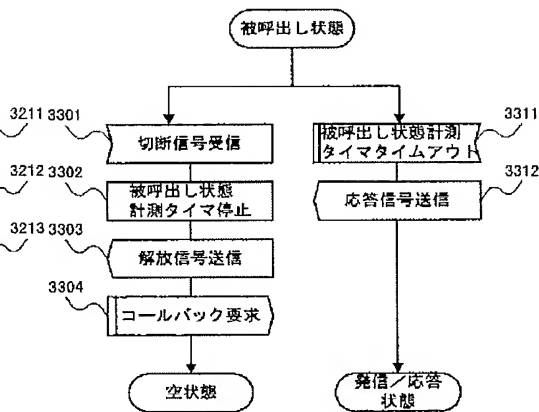 被呼出し状態
3211
3301
切断信号受信
3311
被呼出し状態計測
タイマタイムアウト
3212
3302
被呼出し状態
計測タイマ停止
3312
応答信号送信
3213
3303
解放信号送信
3304
コールバック要求
空状態
発信/応答
状態